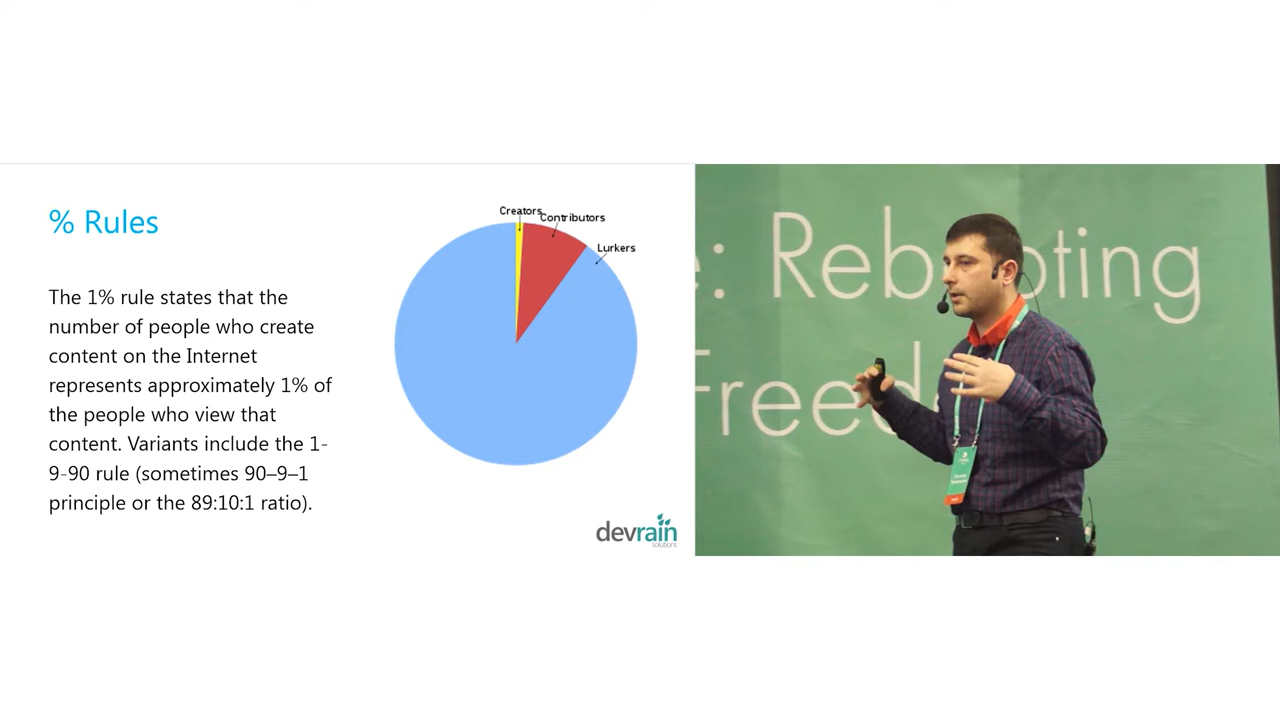 % Rules
The 1% rule states that the
number of people who create
content on the Internet
represents approximately 1% of
the people who view that
content. Variants include the 1-
9-90 rule (sometimes 90–9–1
principle or the 89:10:1 ratio).
Creators
Contributors
Lurkers
devrain
solutions
e: Reb oting
Freed